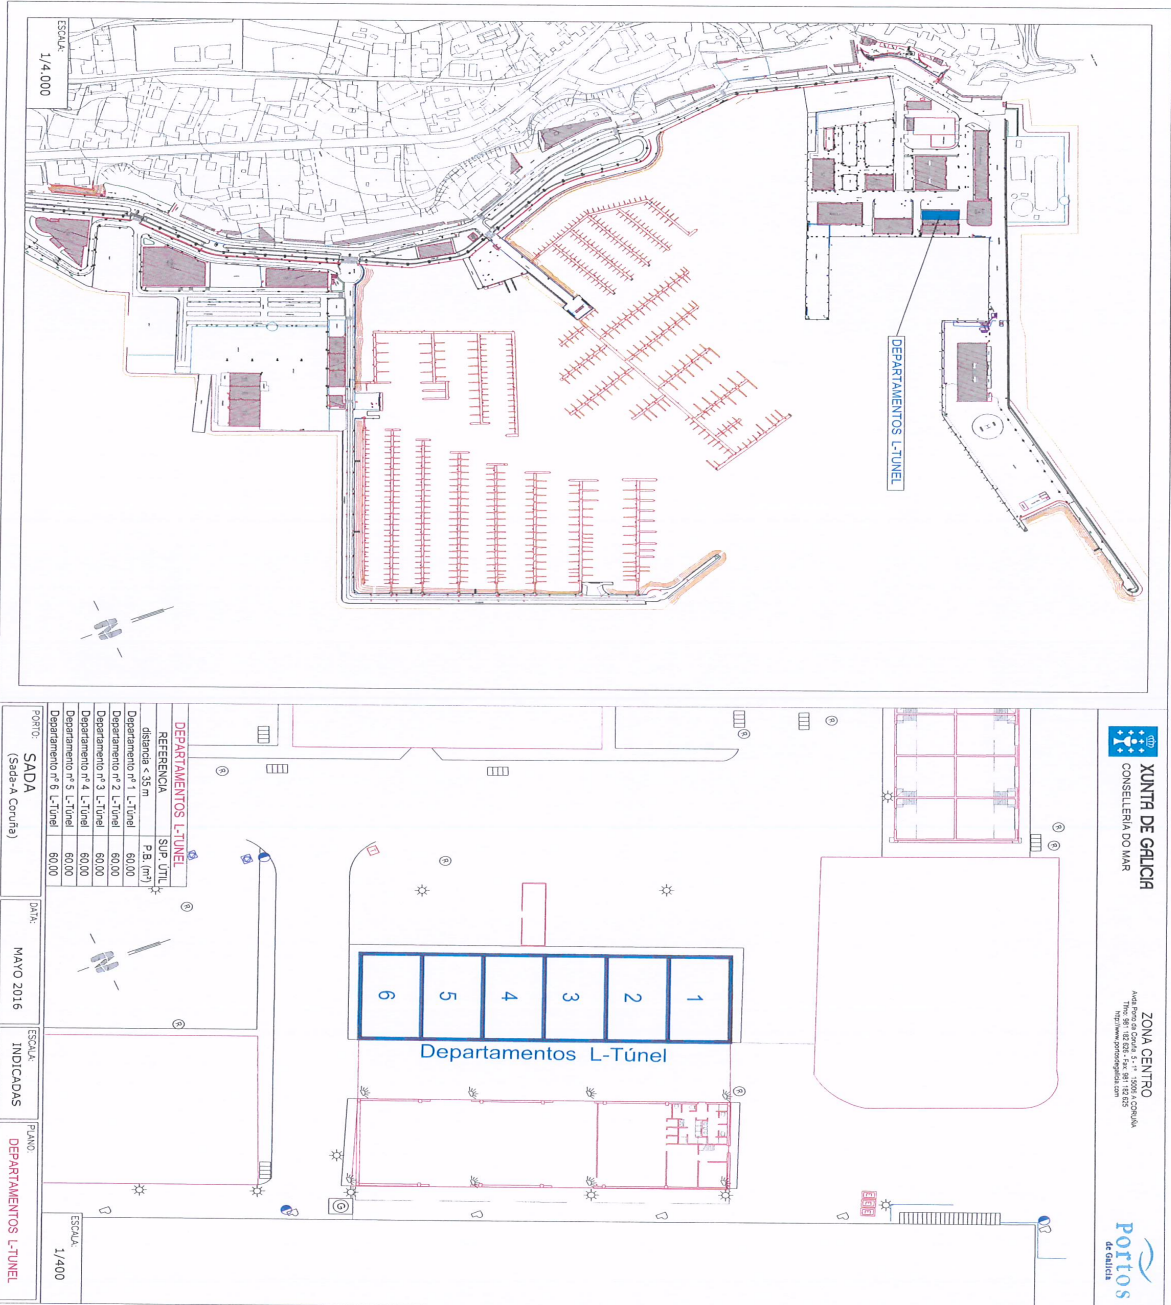 XUNTA DE GALICIA
CONSELLERÍA DO MAR
ZONA CENTRO
Portos
de Galicia
ESCALA:
1/4.000
DEPARTAMENTOS L-TUNEL
1
2
3
4
5
6
Departamentos L-Túnel
G
DEPARTAMENTOS L-TUNEL
REFERENCIA SUP. ÚTIL
distancia < 35 m P.B. (m²)
Departamento nº 1 L-Túnel 60.00
Departamento nº 2 L-Túnel 60.00
Departamento nº 3 L-Túnel 60.00
Departamento nº 4 L-Túnel 60.00
Departamento nº 5 L-Túnel 60.00
Departamento nº 6 L-Túnel 60.00
ESCALA:
1/400
PORTO:
SADA
(Sada-A Coruña)
DATA:
MAYO 2016
ESCALA:
INDICADAS
PLANO:
DEPARTAMENTOS L-TUNEL